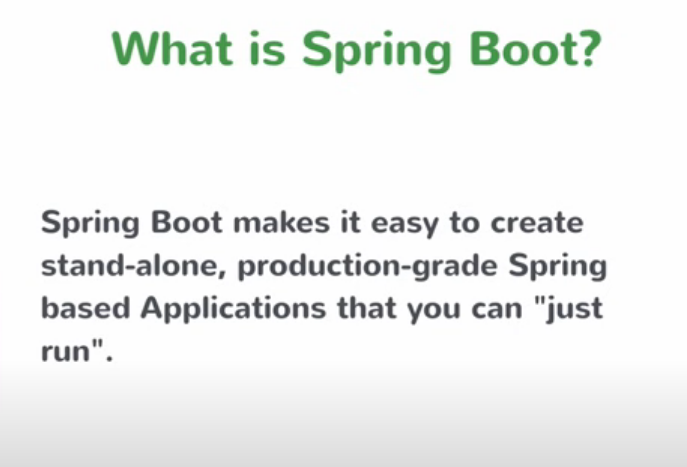 What is Spring Boot?
Spring Boot makes it easy to create
stand-alone, production-grade Spring
based Applications that you can "just
run".